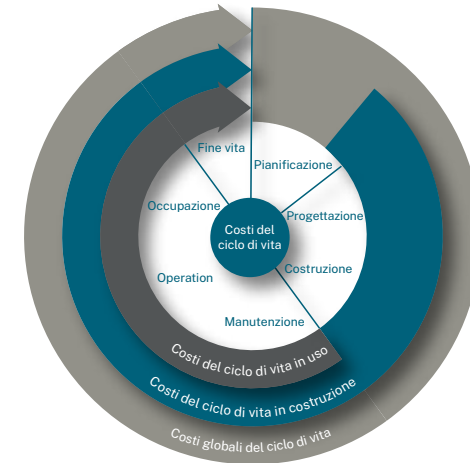 Fine vita
Pianificazione
Occupazione
Progettazione
Costi del
ciclo di vita
Costruzione
Operation
Manutenzione
Costi del ciclo di vita in uso
Costi del ciclo di vita in costruzione
Costi globali del ciclo di vita